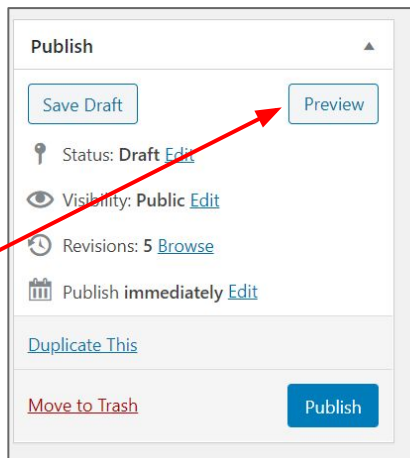 Publish
Save Draft Preview
Status: Draft Edit
Visibility: Public Edit
Revisions: 5 Browse
Publish immediately Edit
Duplicate This
Move to Trash Publish